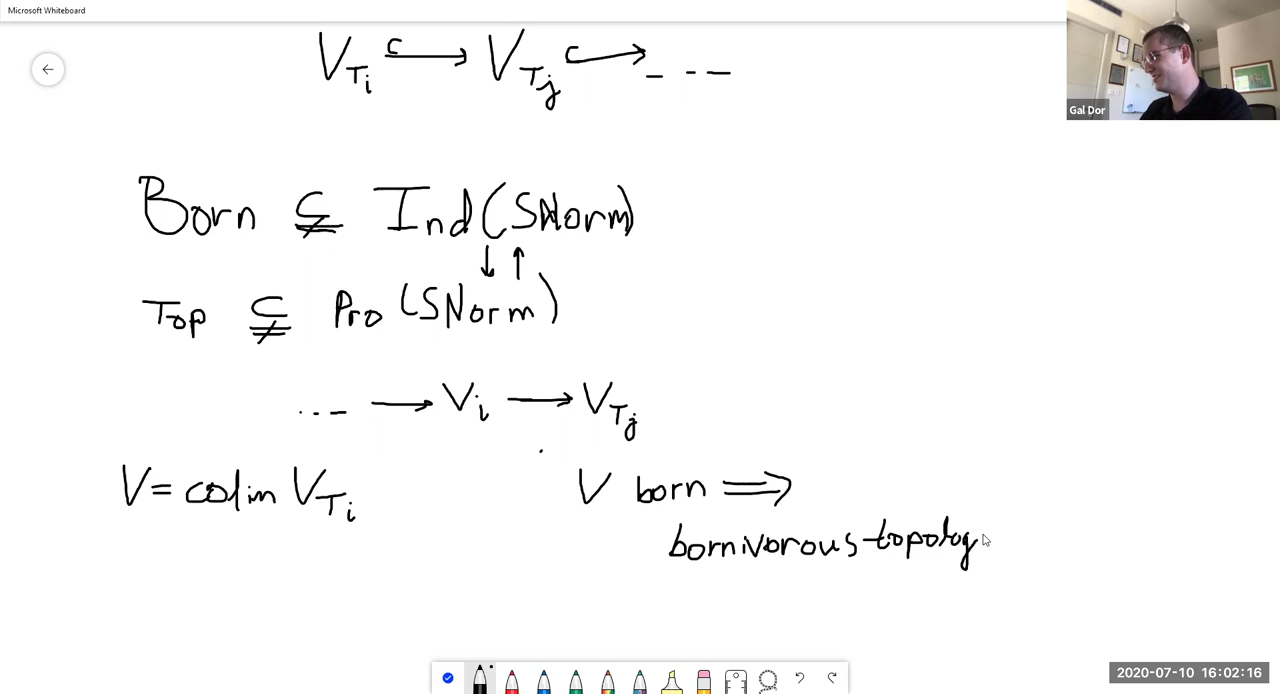 Microsoft Whiteboard
V_{T_i} ↪ V_{T_j} ↪ - - -
Gal Dor
Born ⊊ Ind(SNorm)
↓ ↑
Top ⊊ Pro(SNorm)
... → V_i → V_{T_j}
V = colim V_{T_i}
V born ⟹
bornivorous topolog
2020-07-10 16:02:16